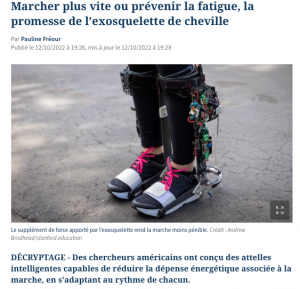 Marcher plus vite ou prévenir la fatigue, la
promesse de l'exosquelette de cheville
Par Pauline Fréour
Publié le 12/10/2022 à 19:26, mis à jour le 12/10/2022 à 19:28
Le supplément de force apporté par l'exosquelette rend la marche moins pénible. Crédit : Andrew
Brodhead/stanford education
DÉCRYPTAGE - Des chercheurs américains ont conçu des attelles
intelligentes capables de réduire la dépense énergétique associée à la
marche, en s'adaptant au rythme de chacun.